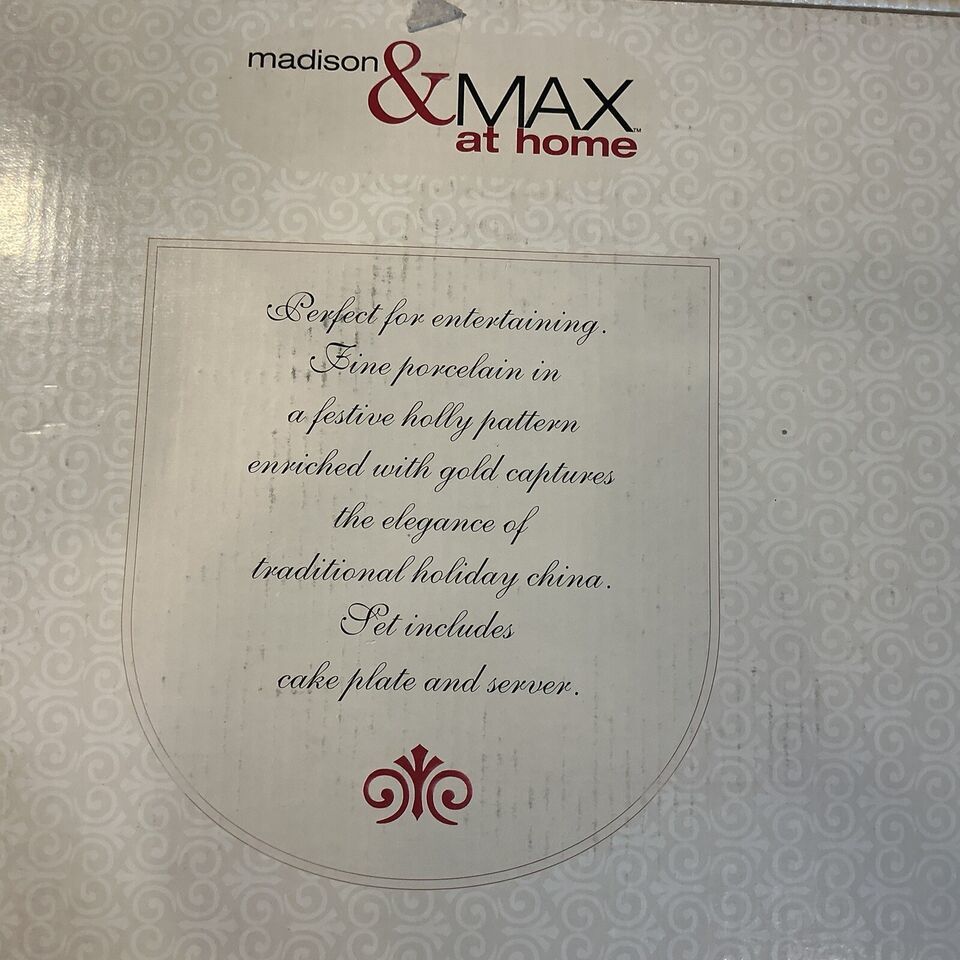 madison & MAX™
at home
Perfect for entertaining.
Fine porcelain in
a festive holly pattern
enriched with gold captures
the elegance of
traditional holiday china.
Set includes
cake plate and server.